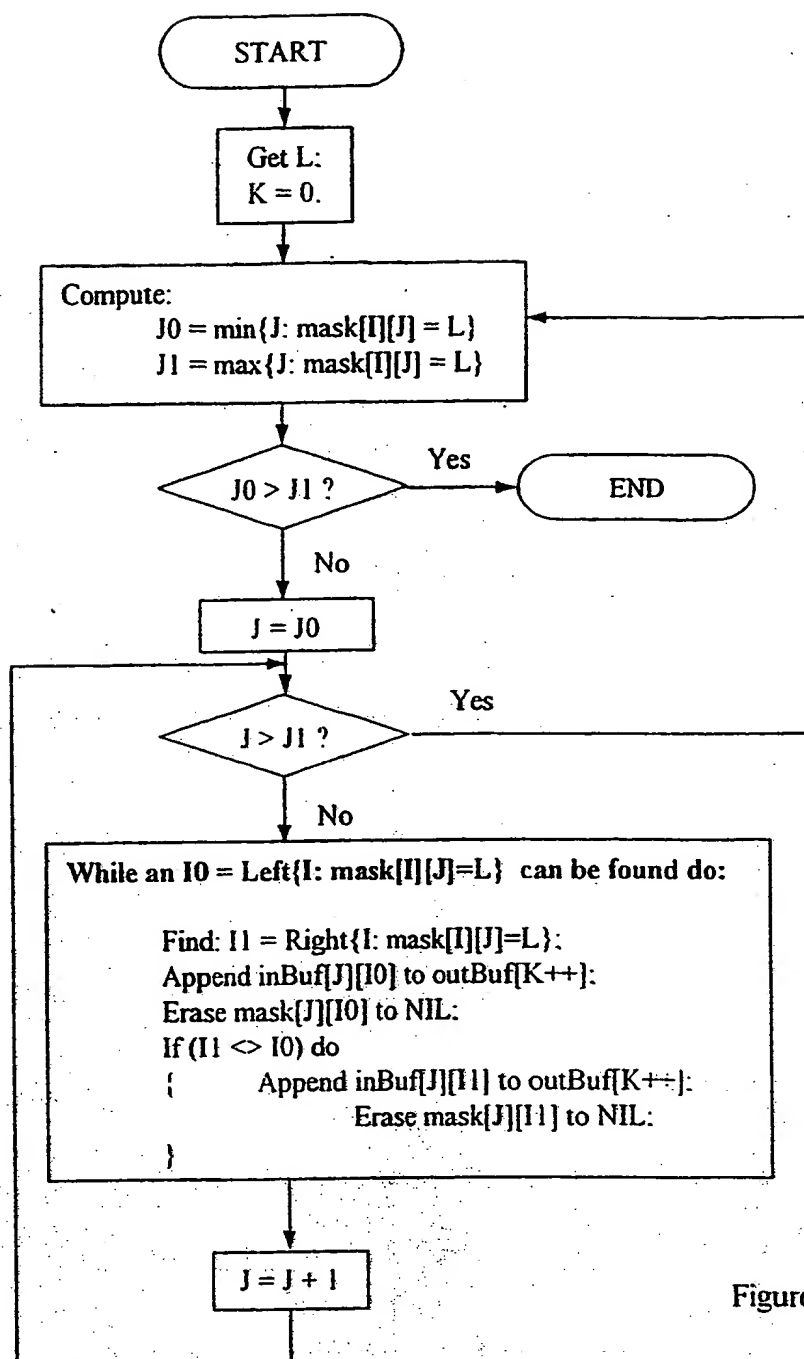 START
Get L:
K = 0.
Compute:
J0 = min{J: mask[I][J] = L}
J1 = max{J: mask[I][J] = L}
J0 > J1 ?
Yes
END
No
J = J0
J > J1 ?
Yes
No
While an I0 = Left{I: mask[I][J]=L} can be found do:
Find: I1 = Right{I: mask[I][J]=L};
Append inBuf[J][I0] to outBuf[K++];
Erase mask[J][I0] to NIL;
If (I1 <> I0) do
{ Append inBuf[J][I1] to outBuf[K++];
Erase mask[J][I1] to NIL;
}
J = J + 1
Figure